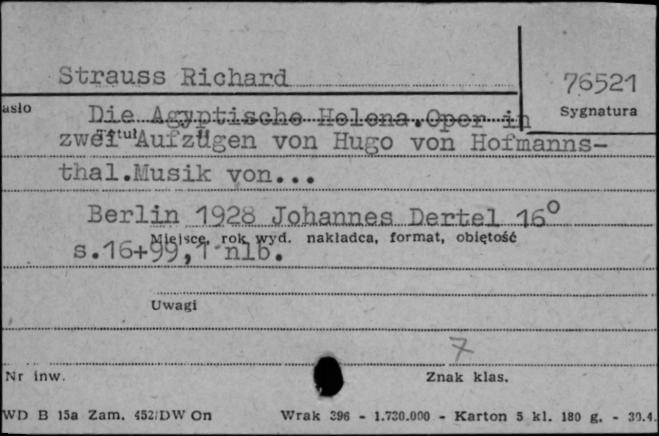 Strauss Richard
76521
asło
Sygnatura
Die Agyptische Helena.Oper in
Tytuł
zwei Aufzügen von Hugo von Hofmanns-
thal.Musik von...
Berlin 1928 Johannes Dertel 16°
Miejsce, rok wyd. nakładca, format, objętość
s.16+99,1 nlb.
Uwagi
7
Nr inw.
Znak klas.
WD B 15a Zam. 452/DW On
Wrak 396 - 1.730.000 - Karton 5 kl. 180 g. - 30.4.